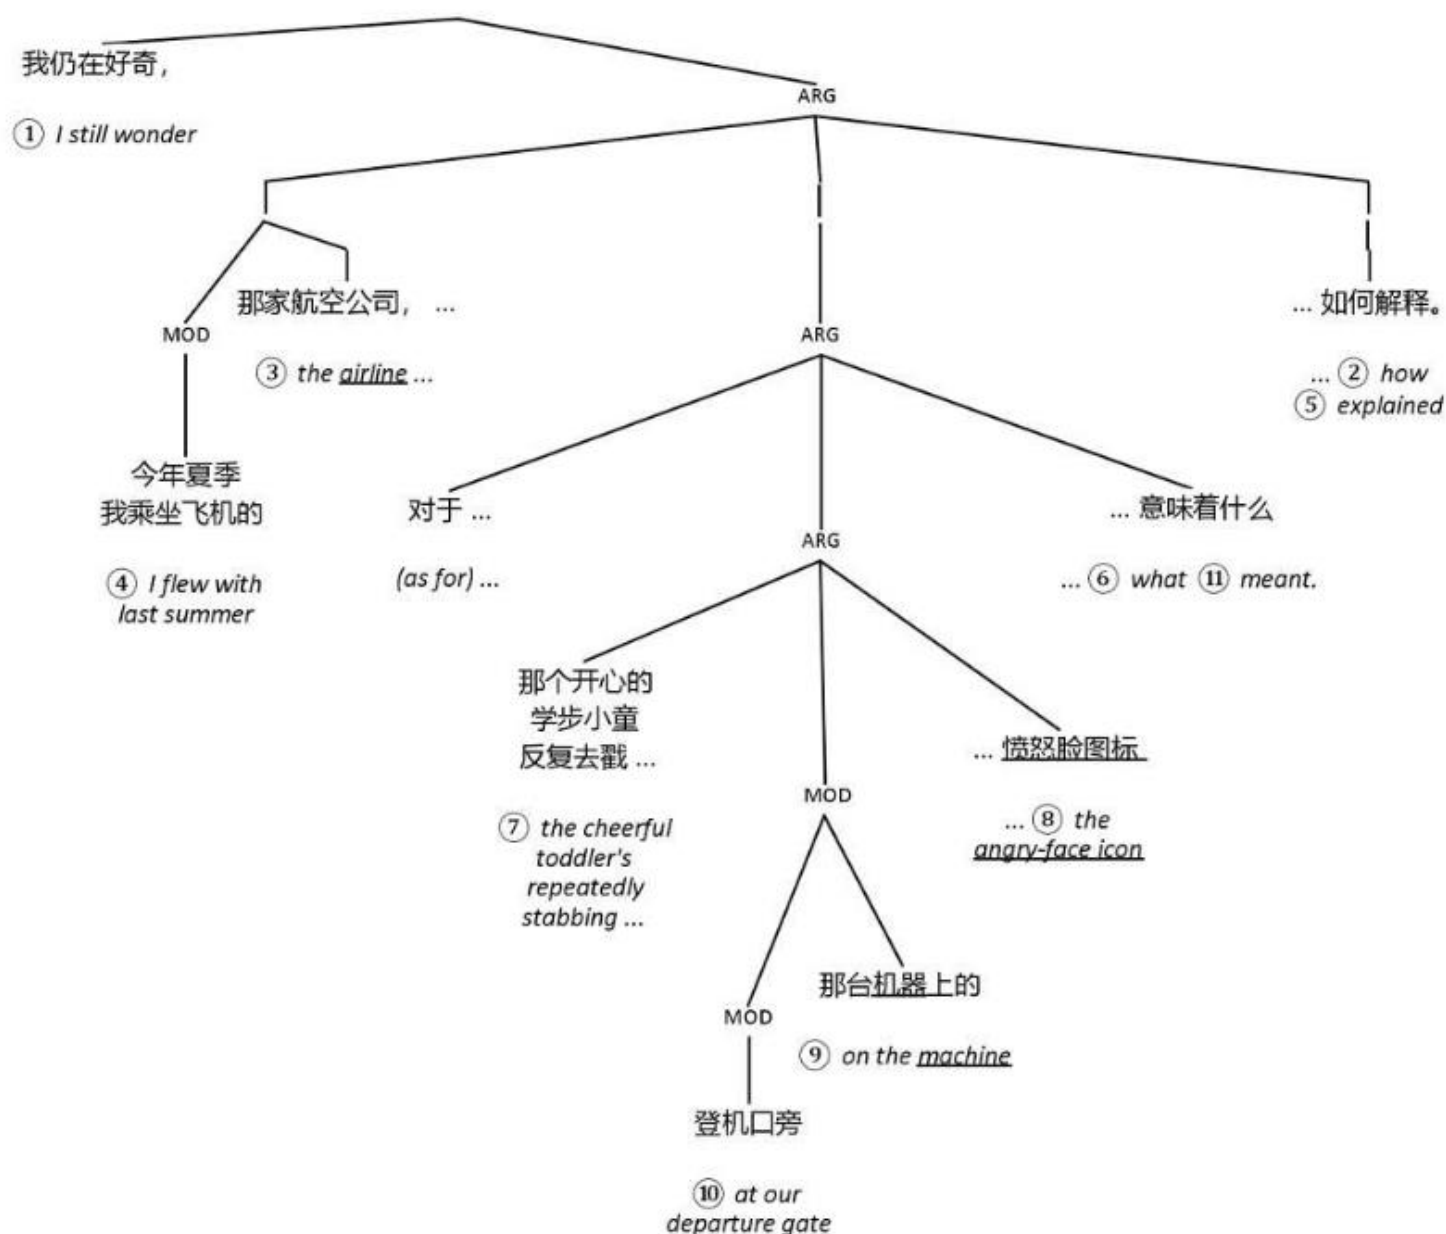 我仍在好奇，
① I still wonder
ARG
那家航空公司， ...
③ the airline ...
... 如何解释。
... ② how
⑤ explained
MOD
今年夏季
我乘坐飞机的
④ I flew with
last summer
ARG
对于 ...
(as for) ...
... 意味着什么
... ⑥ what ⑪ meant.
ARG
那个开心的
学步小童
反复去戳 ...
⑦ the cheerful
toddler's
repeatedly
stabbing ...
... 愤怒脸图标
... ⑧ the
angry-face icon
MOD
那台机器上的
⑨ on the machine
MOD
登机口旁
⑩ at our
departure gate